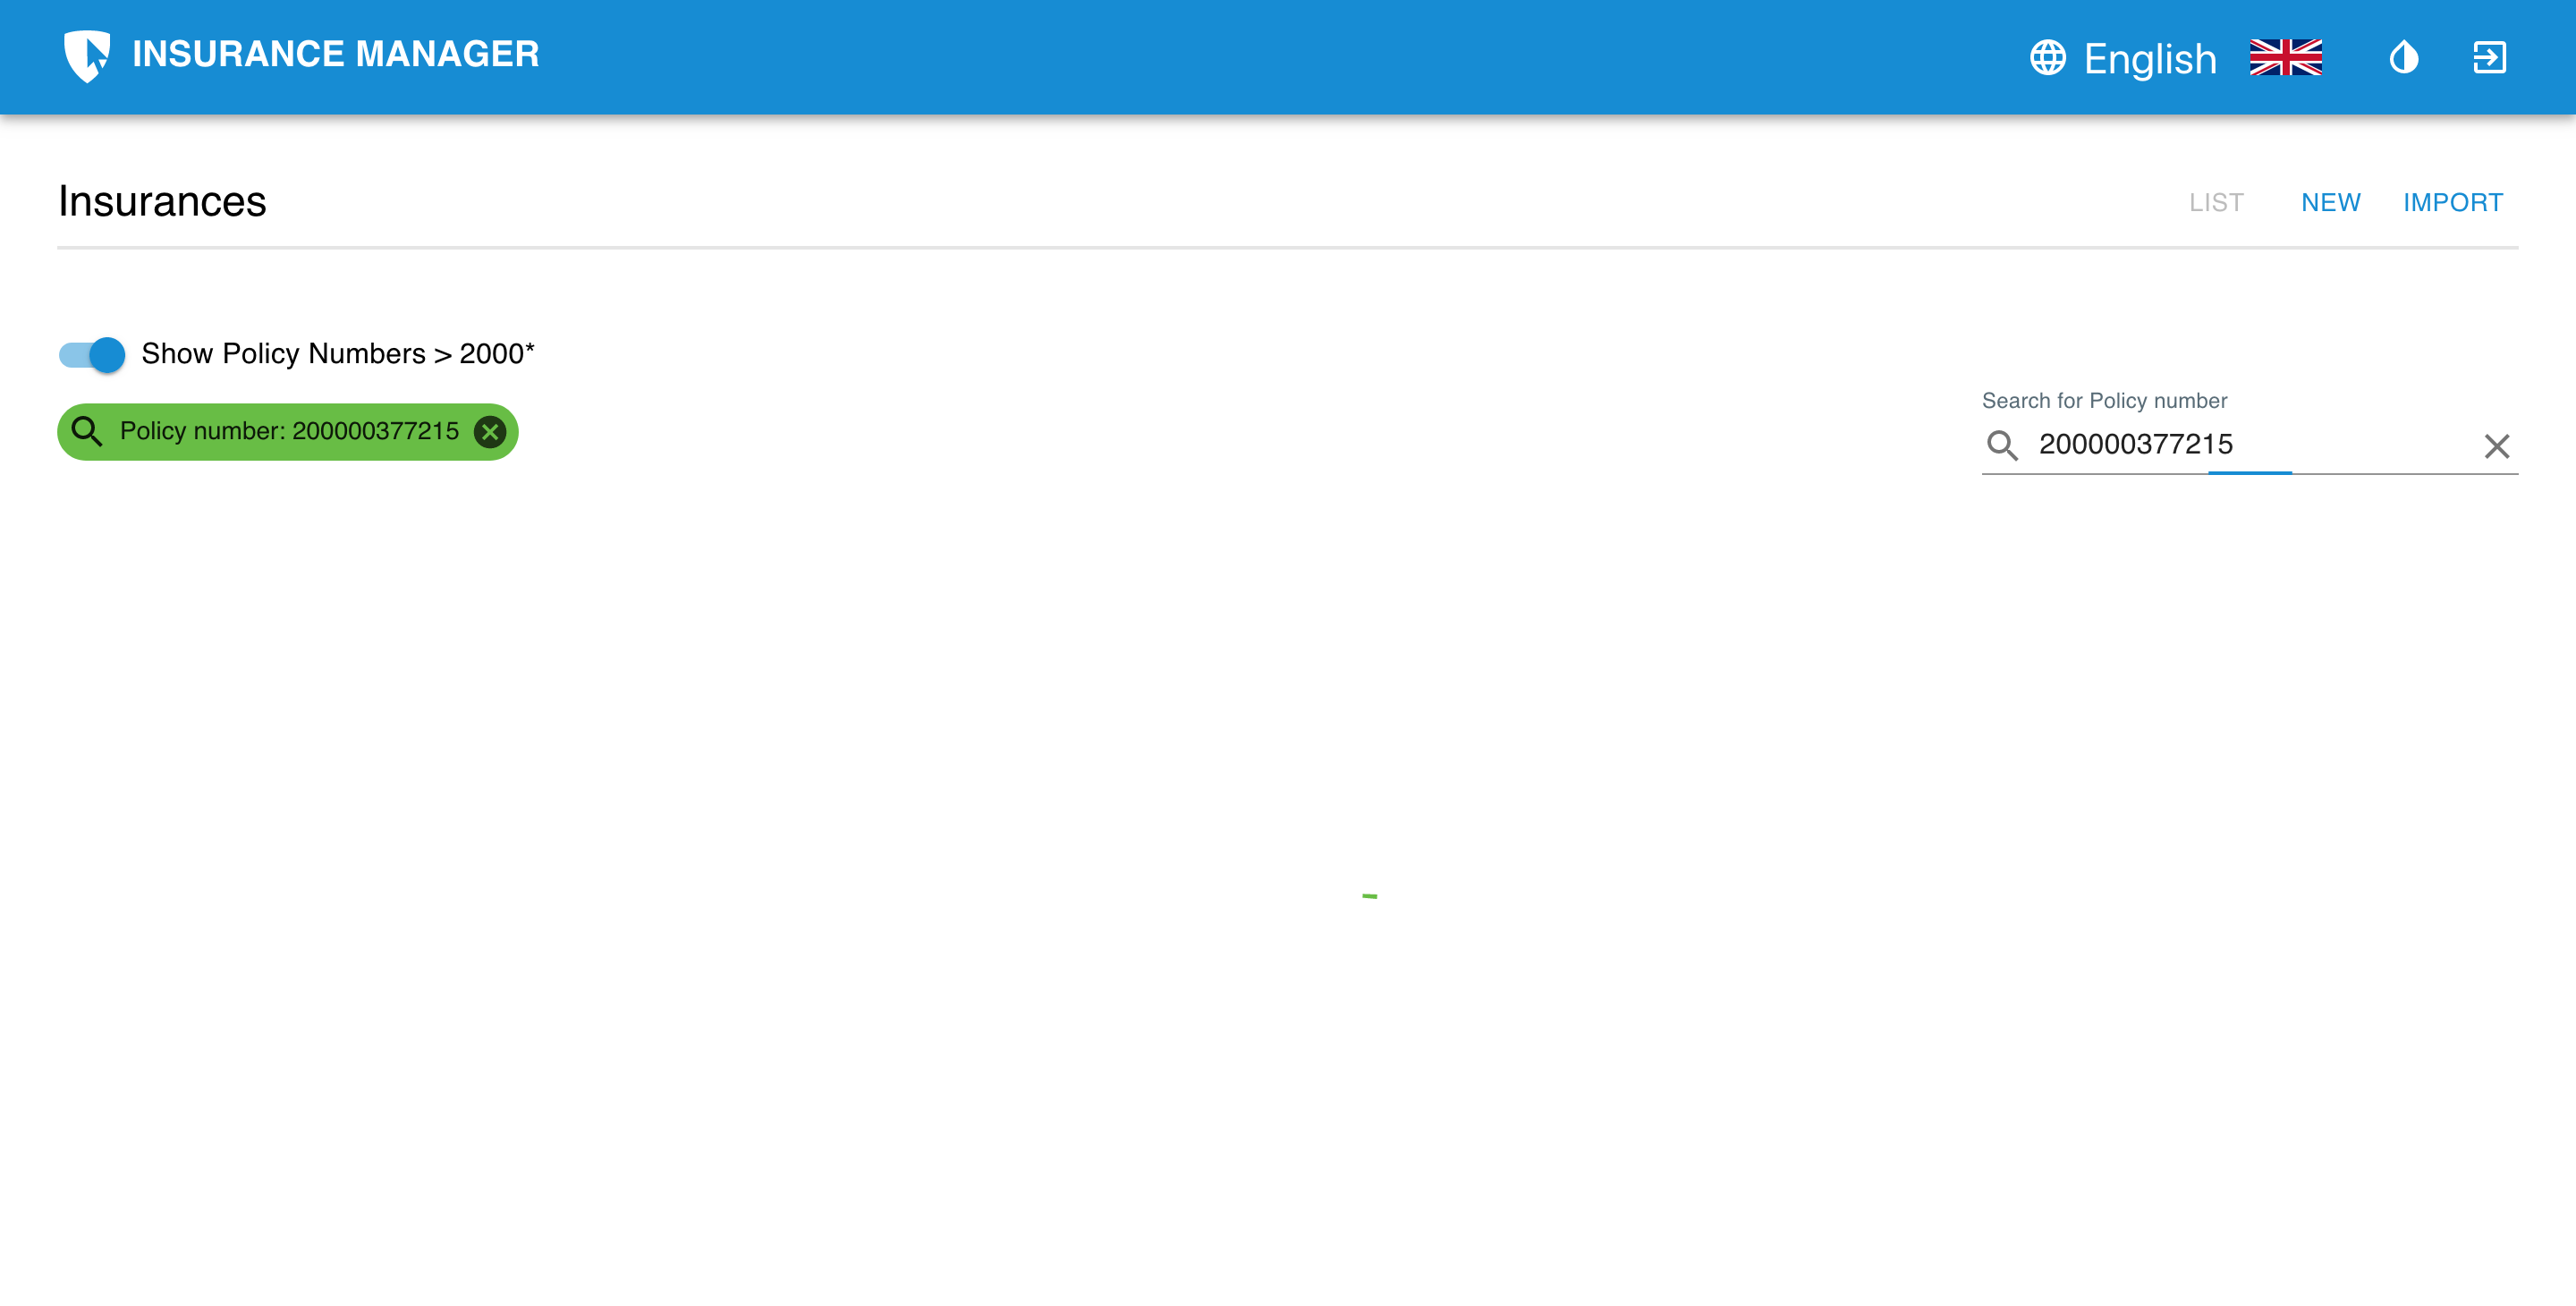 INSURANCE MANAGER
English
Insurances
LIST NEW IMPORT
Show Policy Numbers > 2000*
Policy number: 200000377215
Search for Policy number
200000377215